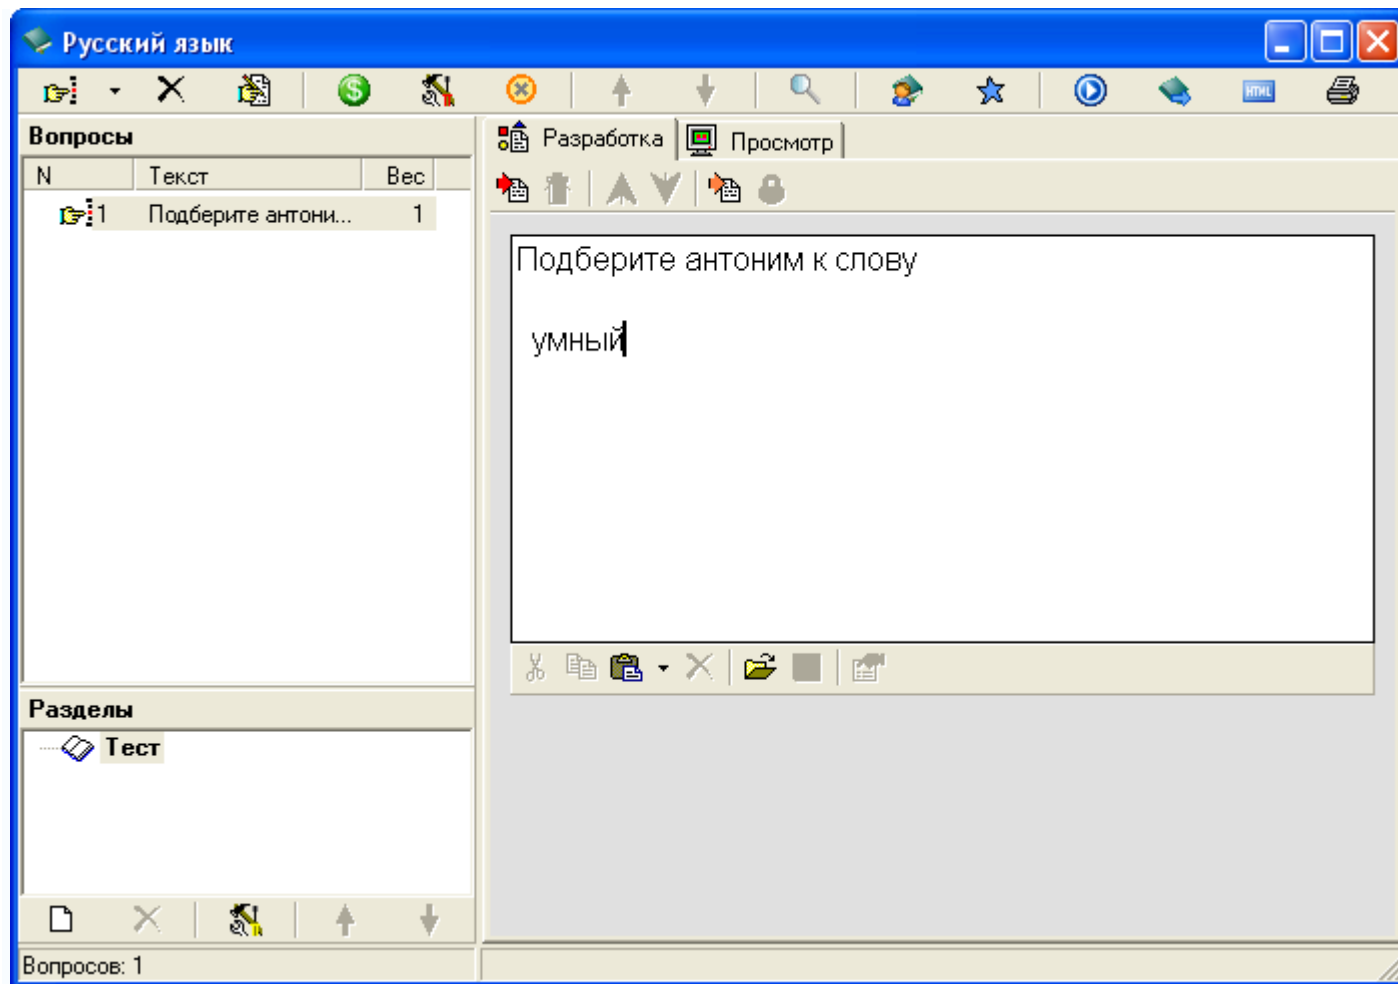 Русский язык
HTML
Вопросы
N Текст Вес
1 Подберите антони... 1
Разделы
Тест
Вопросов: 1
Разработка Просмотр
Подберите антоним к слову
умный